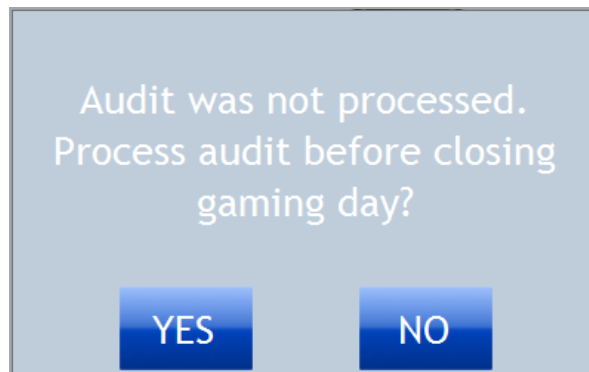 Audit was not processed.
Process audit before closing
gaming day?
YES NO